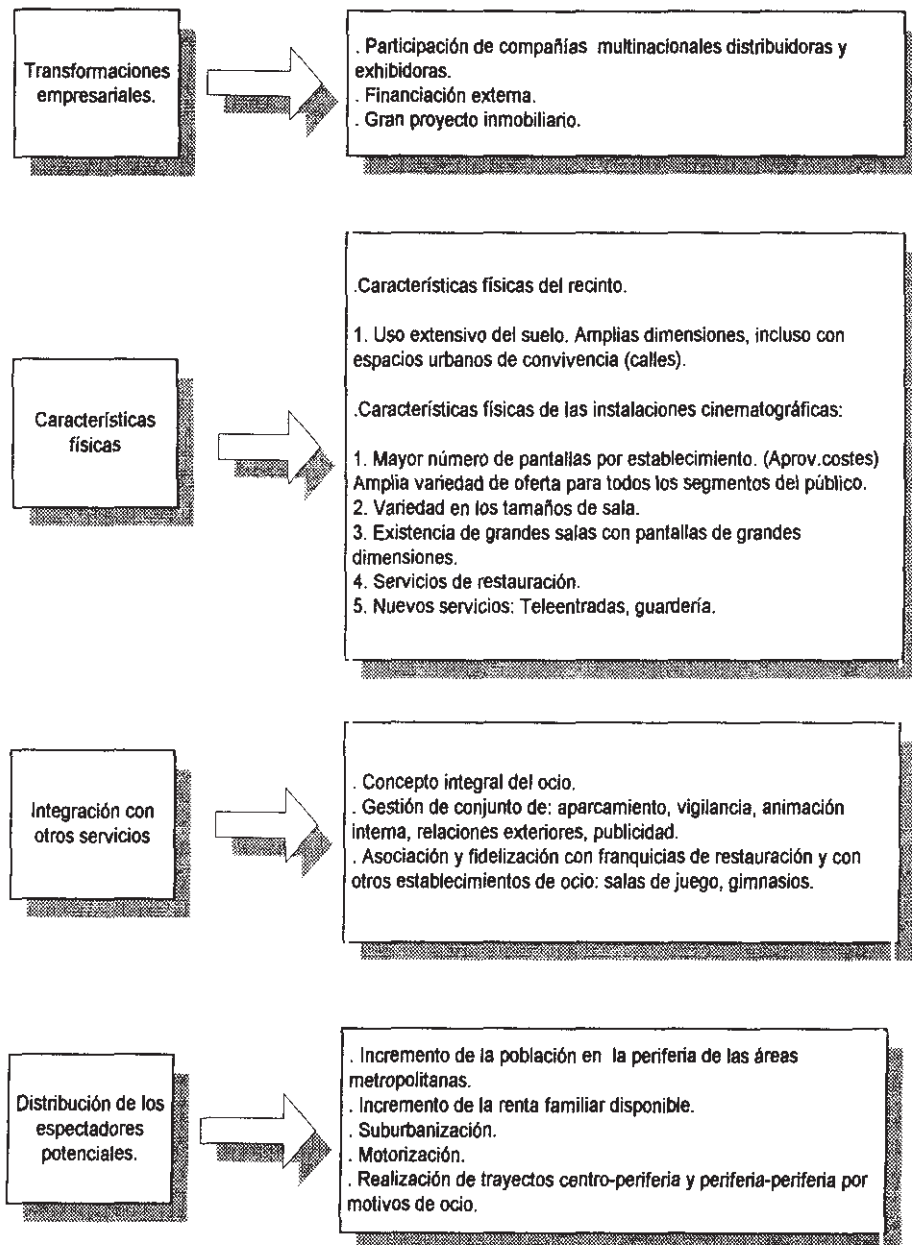 Transformaciones
empresariales.
. Participación de compañías multinacionales distribuidoras y
exhibidoras.
. Financiación externa.
. Gran proyecto inmobiliario.
Características
físicas
.Características físicas del recinto.
1. Uso extensivo del suelo. Amplias dimensiones, incluso con
espacios urbanos de convivencia (calles).
.Características físicas de las instalaciones cinematográficas:
1. Mayor número de pantallas por establecimiento. (Aprov.costes)
Amplia variedad de oferta para todos los segmentos del público.
2. Variedad en los tamaños de sala.
3. Existencia de grandes salas con pantallas de grandes
dimensiones.
4. Servicios de restauración.
5. Nuevos servicios: Teleentradas, guardería.
Integración con
otros servicios
. Concepto integral del ocio.
. Gestión de conjunto de: aparcamiento, vigilancia, animación
interna, relaciones exteriores, publicidad.
. Asociación y fidelización con franquicias de restauración y con
otros establecimientos de ocio: salas de juego, gimnasios.
Distribución de los
espectadores
potenciales.
. Incremento de la población en la periferia de las áreas
metropolitanas.
. Incremento de la renta familiar disponible.
. Suburbanización.
. Motorización.
. Realización de trayectos centro-periferia y periferia-periferia por
motivos de ocio.